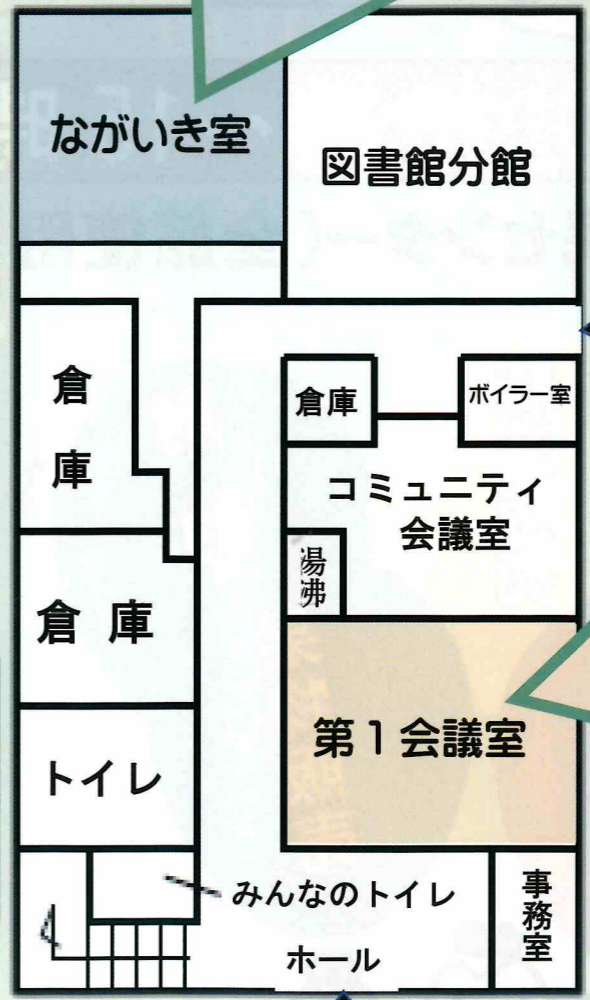 ながいき室
図書館分館
倉庫
倉庫
ボイラー室
コミュニティ
会議室
湯沸
倉庫
第1会議室
トイレ
みんなのトイレ
事務室
ホール